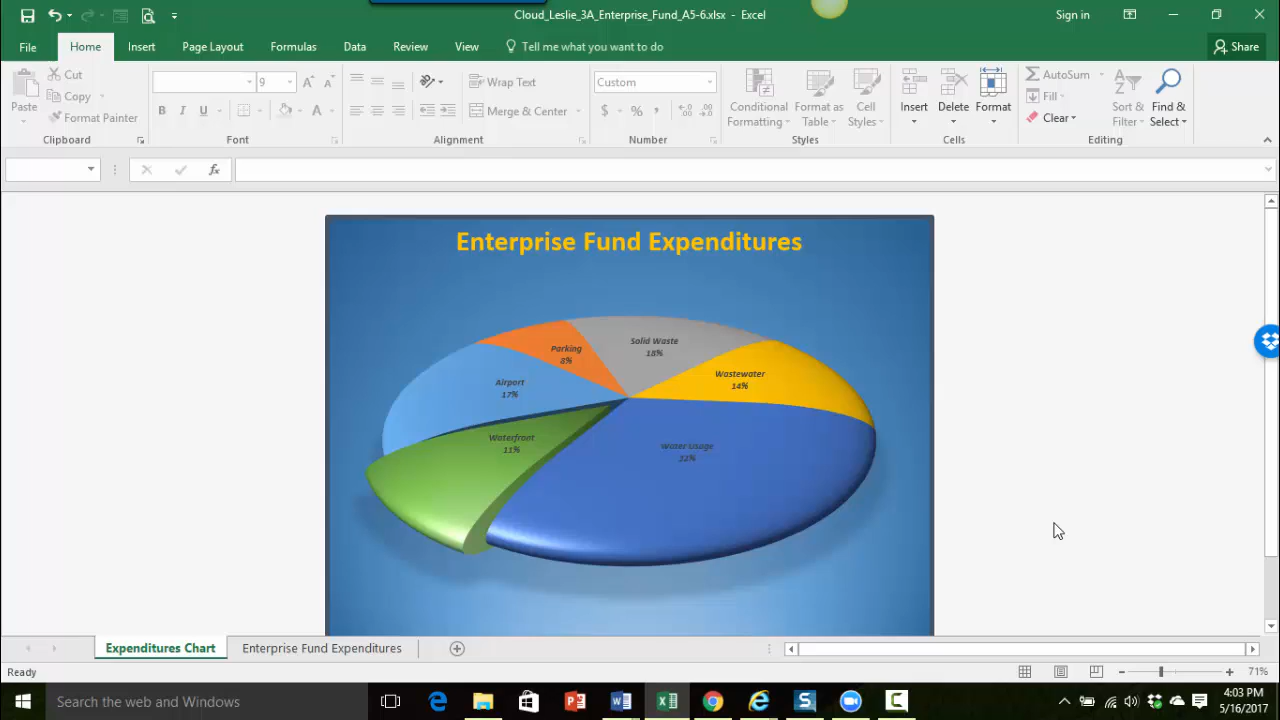 Cloud_Leslie_3A_Enterprise_Fund_A5-6.xlsx - Excel
Sign in
File
Home
Insert
Page Layout
Formulas
Data
Review
View
Tell me what you want to do
Share
Paste
Cut
Copy
Format Painter
Clipboard
9
B I U
A
Font
Wrap Text
Merge & Center
Alignment
Custom
$ % ,
Number
Conditional Formatting
Format as Table
Cell Styles
Styles
Insert
Delete
Format
Cells
AutoSum
Fill
Clear
Sort & Filter
Find & Select
Editing
fx
Enterprise Fund Expenditures
Solid Waste
18%
Parking
8%
Wastewater
14%
Airport
17%
Waterfront
11%
Water Usage
Expenditures Chart
Enterprise Fund Expenditures
Ready
71%
Search the web and Windows
4:03 PM
5/16/2017